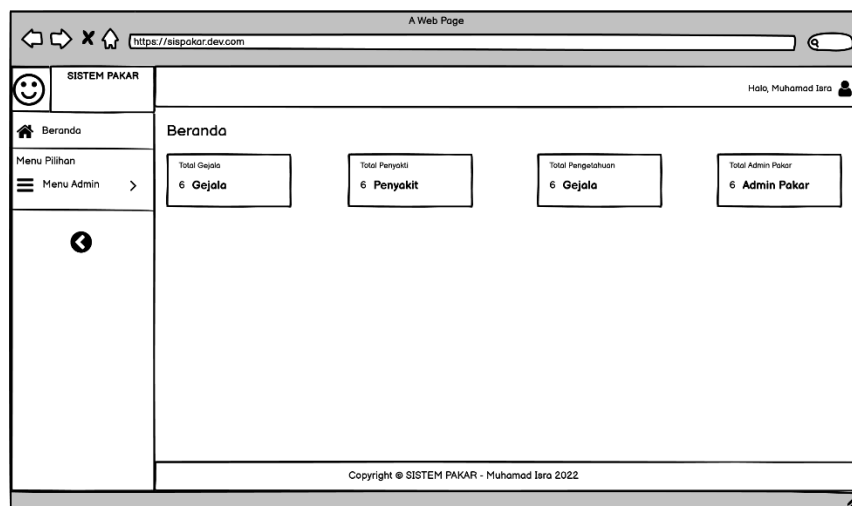 A Web Page
https://sispakar.dev.com
SISTEM PAKAR
Halo, Muhamad Isra
Beranda
Menu Pilihan
Menu Admin
Beranda
Total Gejala
6 Gejala
Total Penyakti
6 Penyakit
Total Pengetahuan
6 Gejala
Total Admin Pakar
6 Admin Pakar
Copyright © SISTEM PAKAR - Muhamad Isra 2022